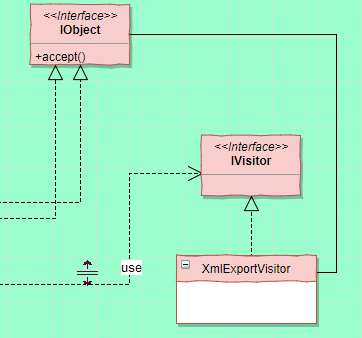 <<Interface>>
IObject
+accept()
<<Interface>>
IVisitor
use
XmlExportVisitor